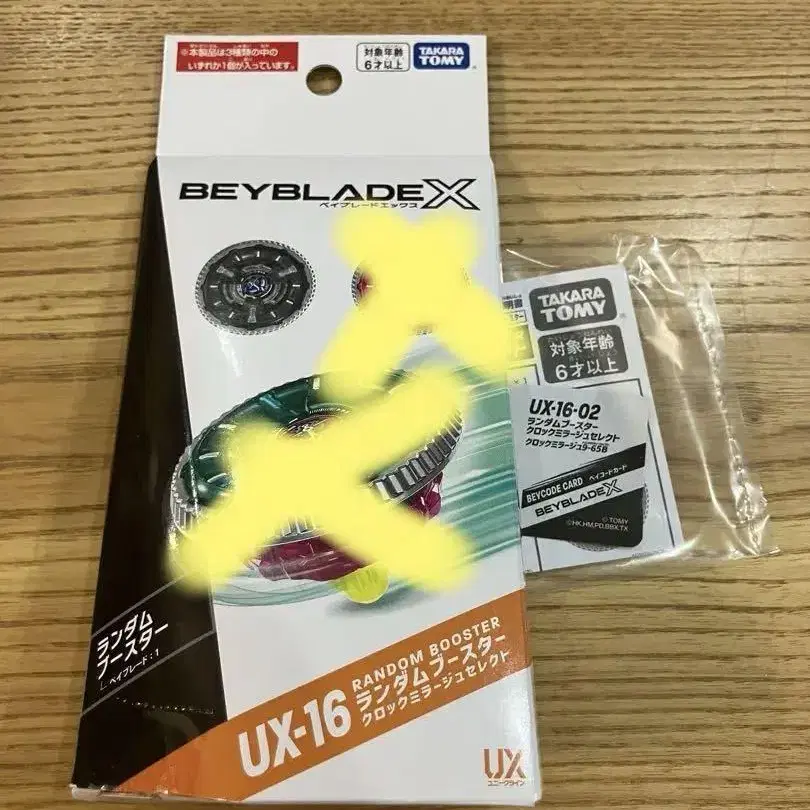 ※本製品は3種類の中の
いずれか1個が入っています。
対象年齢
6才以上
TAKARA
TOMY
BEYBLADE X
ベイブレードエックス
TAKARA
TOMY
対象年齢
6才以上
UX-16-02
ランダムブースター
クロックミラージュセレクト
クロックミラージュ9-65B
BEYCODE CARD ベイコードカード
BEYBLADE X
©TOMY
©HK,HM,PD,BBX,TX
ランダム
ブースター
ベイブレード:1
UX-16
RANDOM BOOSTER
ランダムブースター
クロックミラージュセレクト
UX
ユニークライン